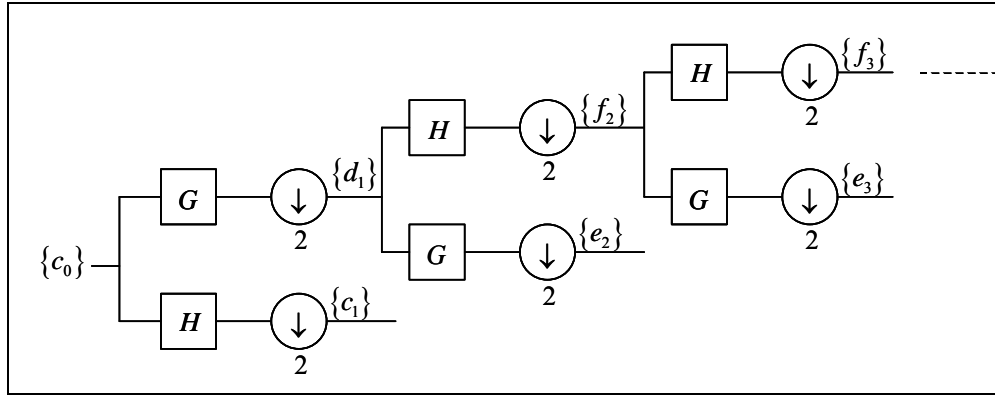 H ↓ {f₃}
2
H ↓ {f₂}
2
G ↓ {d₁}
2
G ↓ {e₃}
2
G ↓ {e₂}
2
{c₀}
H ↓ {c₁}
2